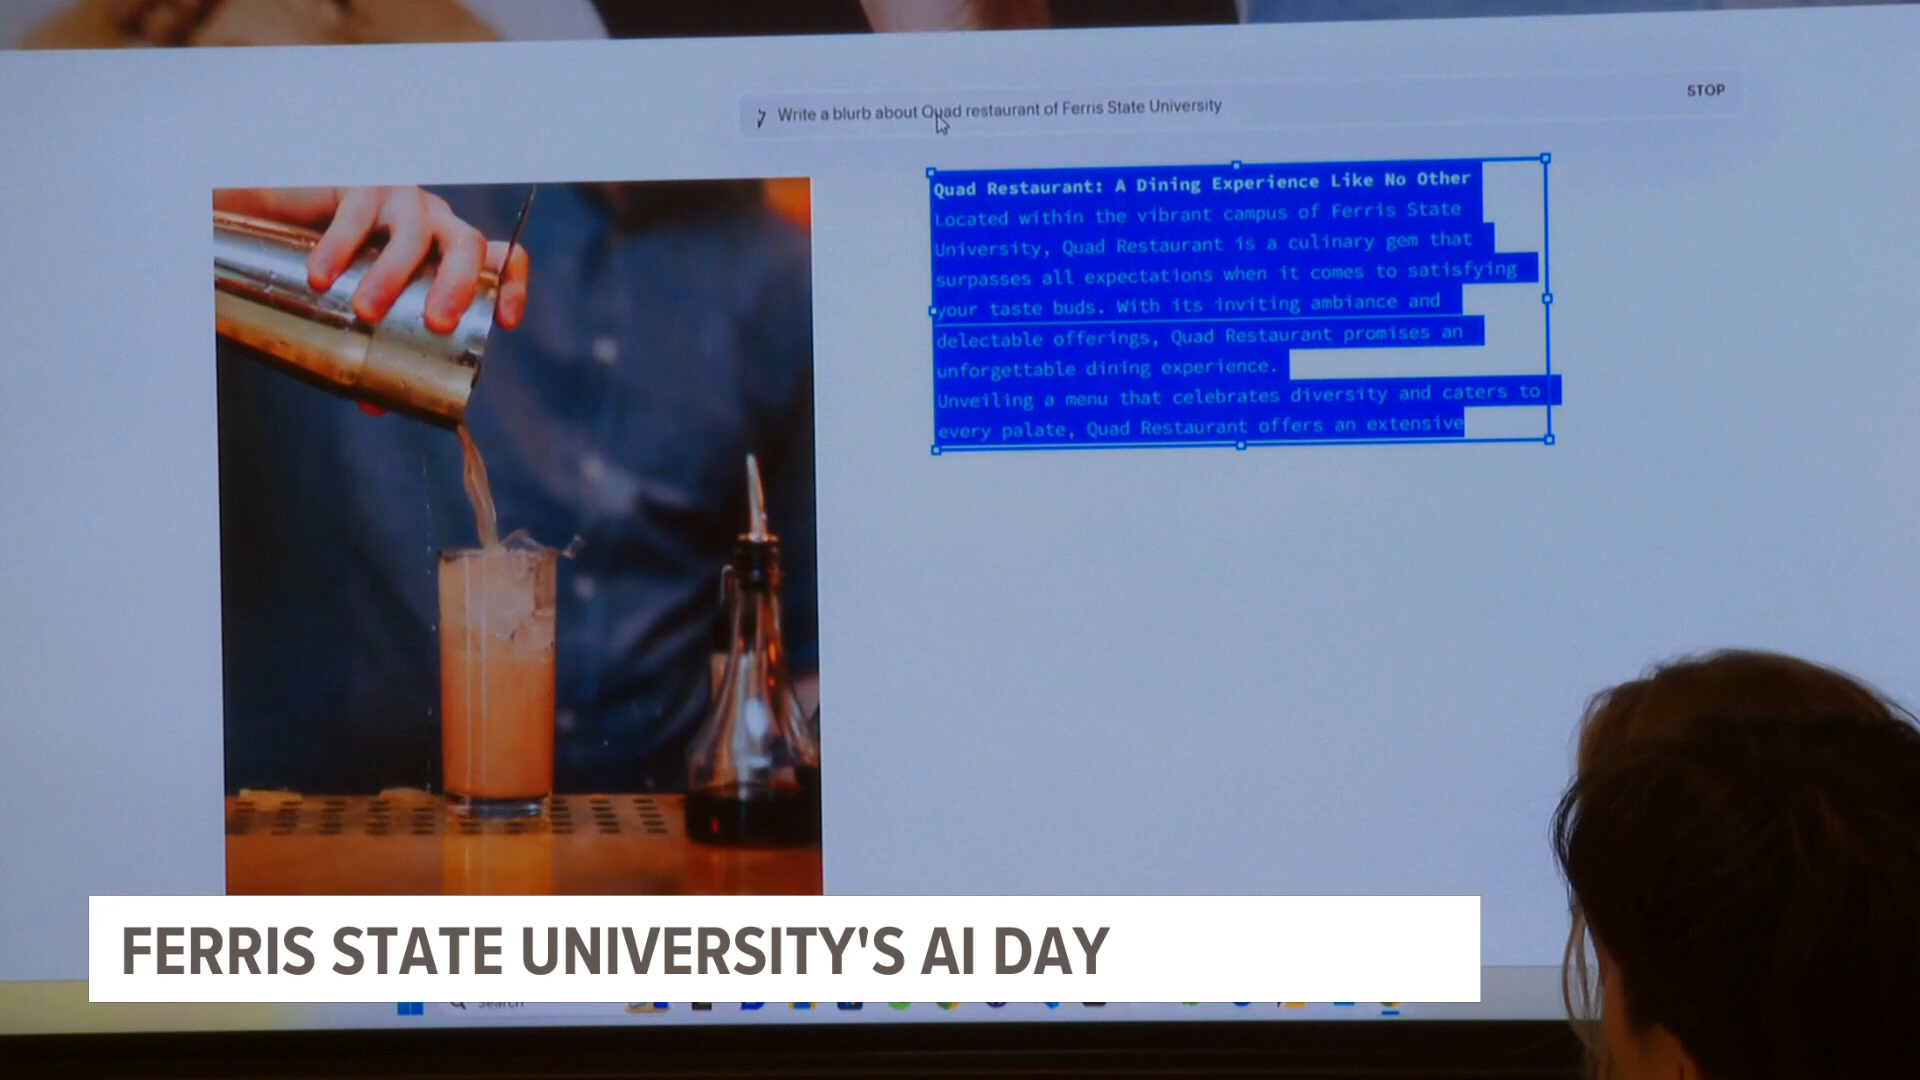 Write a blurb about Quad restaurant of Ferris State University
STOP
Quad Restaurant: A Dining Experience Like No Other
Located within the vibrant campus of Ferris State
University, Quad Restaurant is a culinary gem that
surpasses all expectations when it comes to satisfying
your taste buds. With its inviting ambiance and
delectable offerings, Quad Restaurant promises an
unforgettable dining experience.
Unveiling a menu that celebrates diversity and caters to
every palate, Quad Restaurant offers an extensive
FERRIS STATE UNIVERSITY'S AI DAY
Search